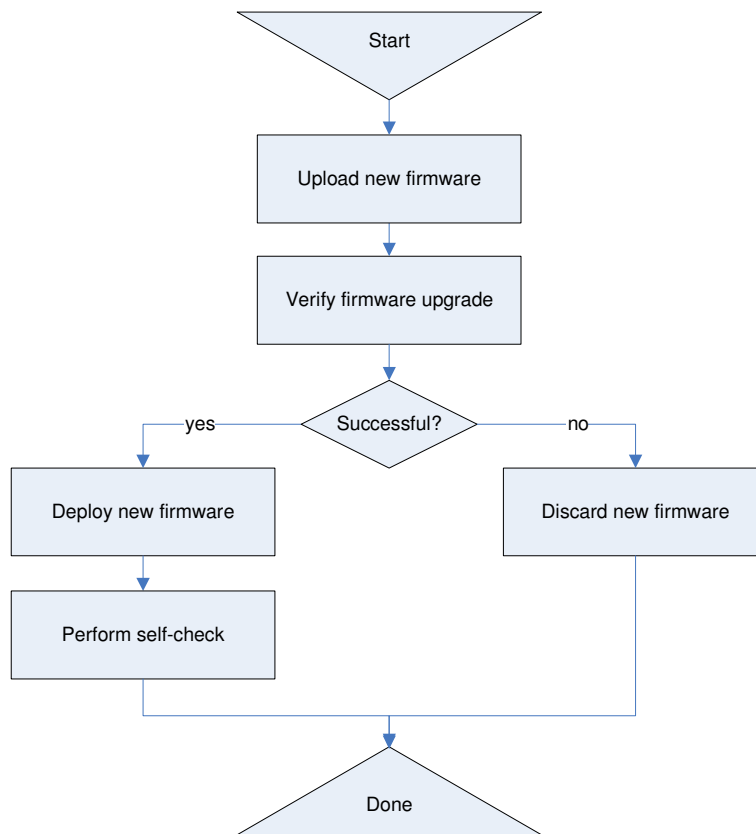 Start
Upload new firmware
Verify firmware upgrade
Successful?
yes
no
Deploy new firmware
Discard new firmware
Perform self-check
Done